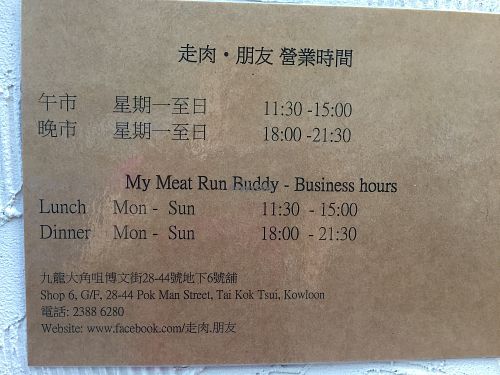 走肉・朋友 營業時間
午市 星期一至日 11:30 -15:00
晚市 星期一至日 18:00 -21:30
My Meat Run Buddy - Business hours
Lunch Mon - Sun 11:30 - 15:00
Dinner Mon - Sun 18:00 - 21:30
九龍大角咀博文街28-44號地下6號舖
Shop 6, G/F, 28-44 Pok Man Street, Tai Kok Tsui, Kowloon
電話: 2388 6280
Website: www.facebook.com/走肉.朋友